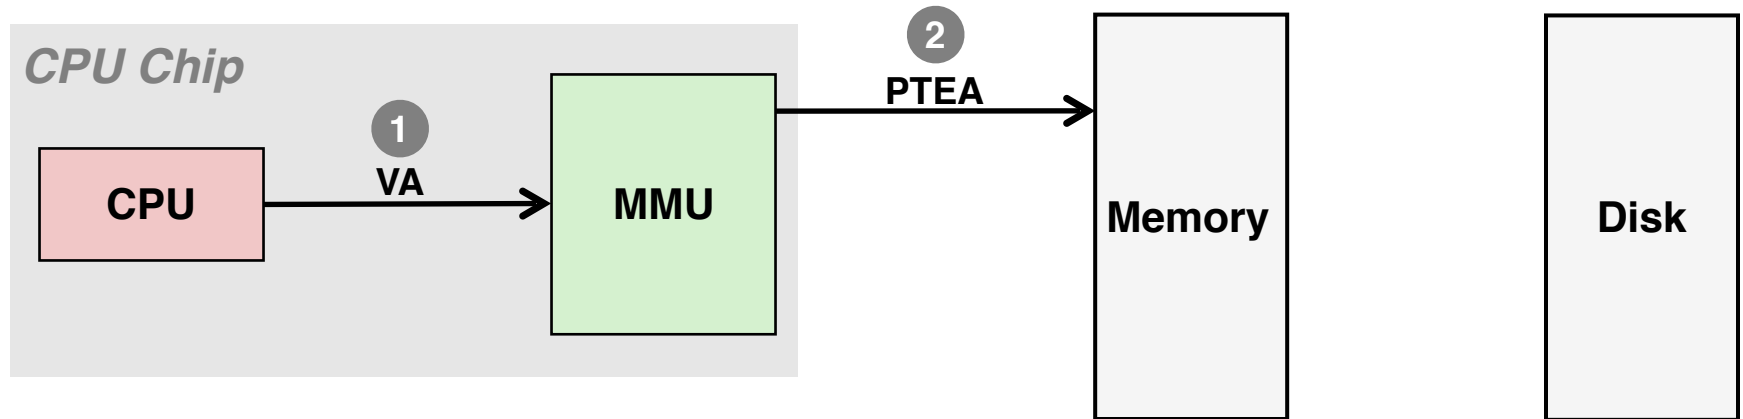 CPU Chip
CPU
1
VA
MMU
2
PTEA
Memory
Disk